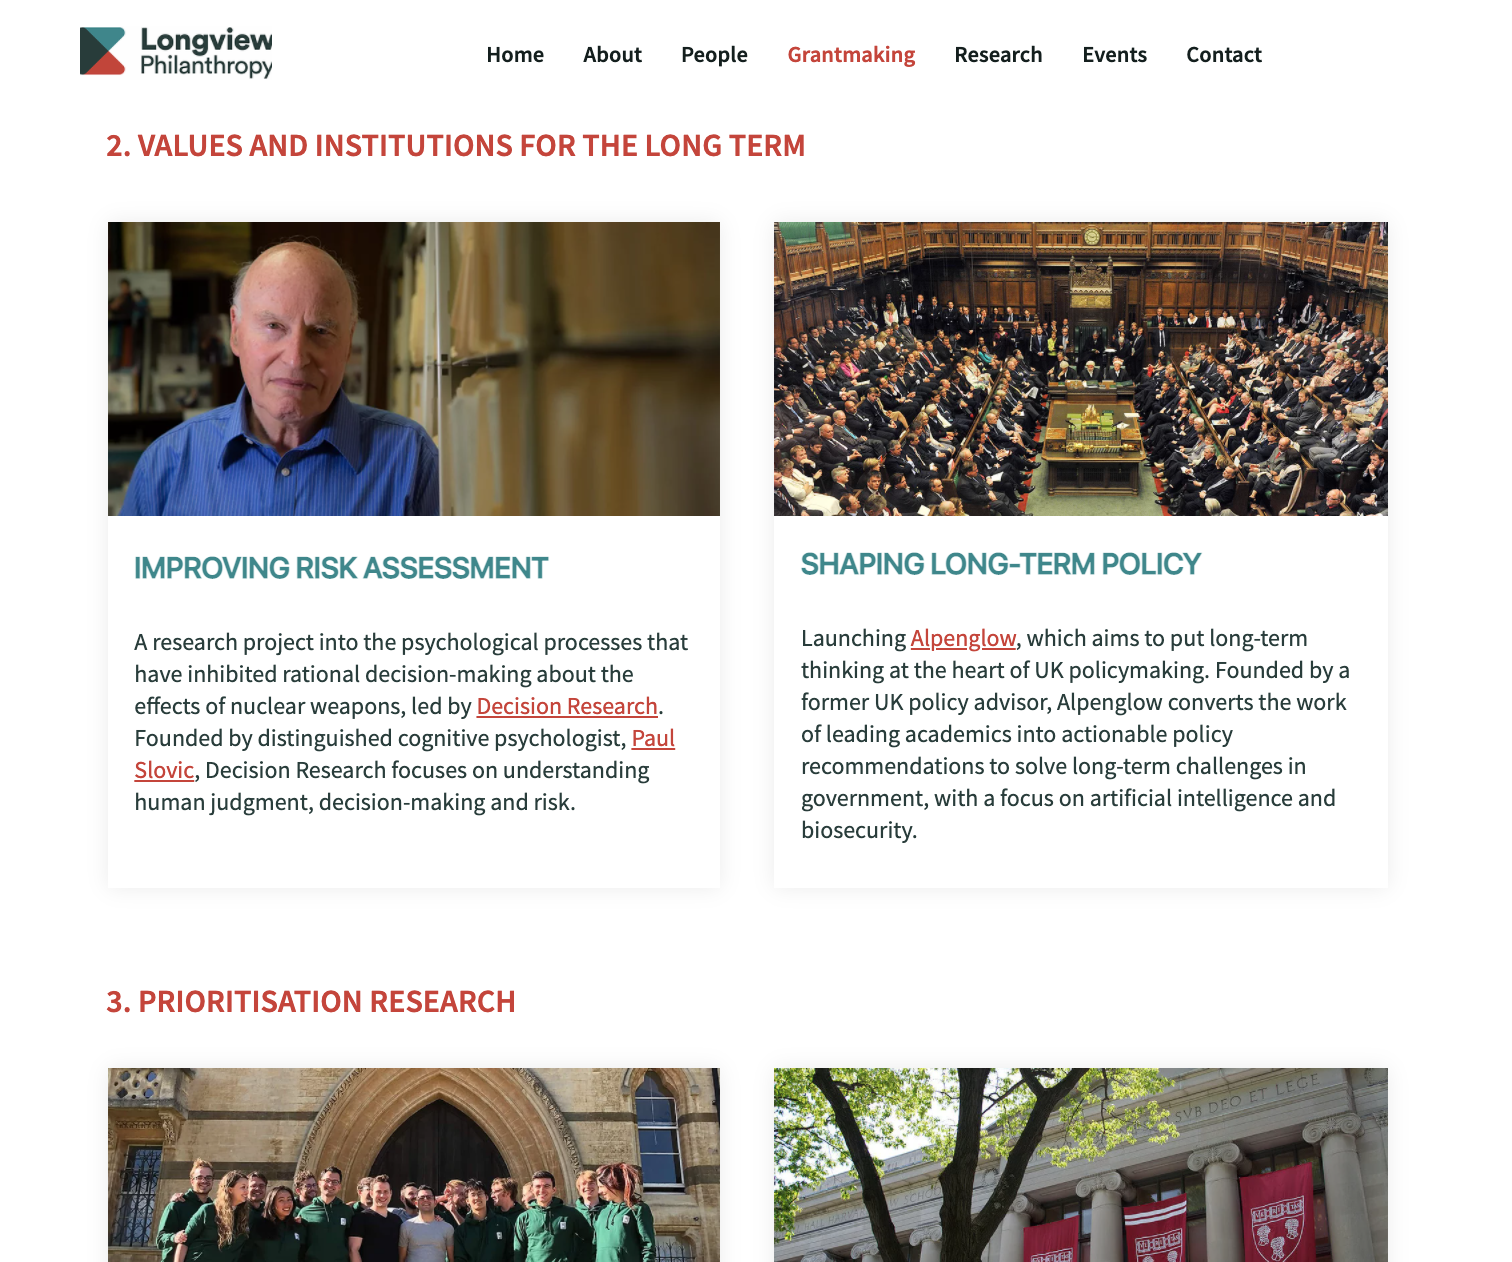 Longview
Philanthropy
Home About People Grantmaking Research Events Contact
2. VALUES AND INSTITUTIONS FOR THE LONG TERM
IMPROVING RISK ASSESSMENT
A research project into the psychological processes that
have inhibited rational decision-making about the
effects of nuclear weapons, led by Decision Research.
Founded by distinguished cognitive psychologist, Paul
Slovic, Decision Research focuses on understanding
human judgment, decision-making and risk.
SHAPING LONG-TERM POLICY
Launching Alpenglow, which aims to put long-term
thinking at the heart of UK policymaking. Founded by a
former UK policy advisor, Alpenglow converts the work
of leading academics into actionable policy
recommendations to solve long-term challenges in
government, with a focus on artificial intelligence and
biosecurity.
3. PRIORITISATION RESEARCH
SVB DEO ET LEGE